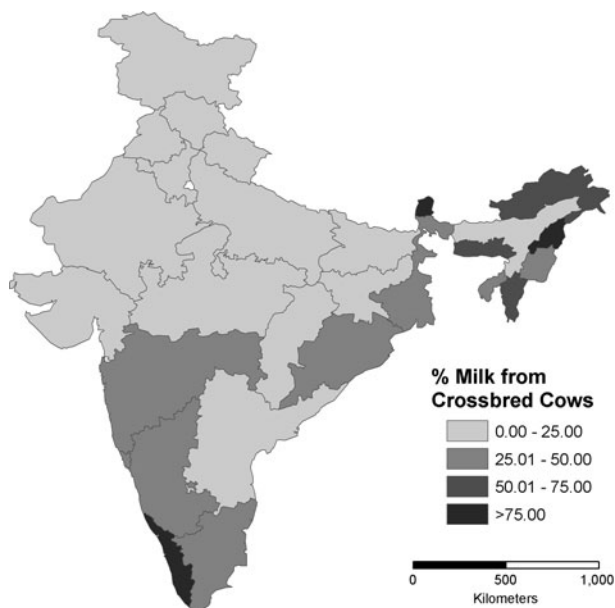 % Milk from
Crossbred Cows
0.00 - 25.00
25.01 - 50.00
50.01 - 75.00
>75.00
0 500 1,000
Kilometers